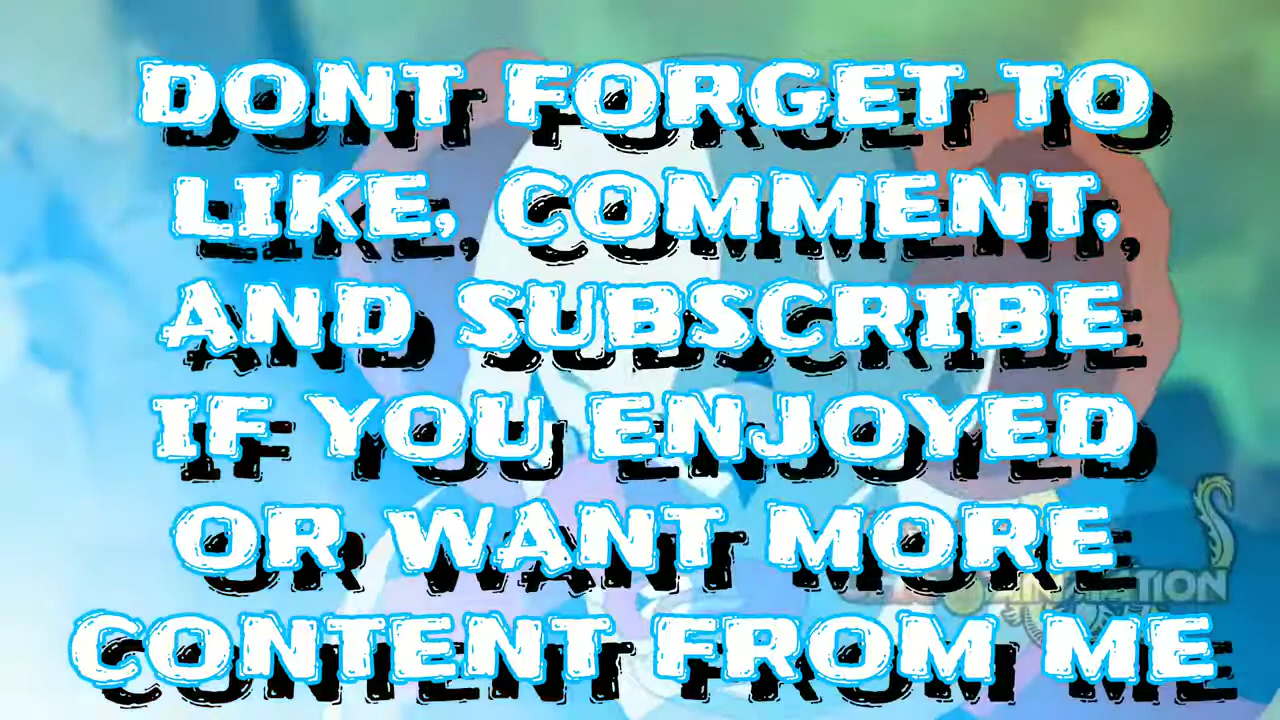 DONT FORGET TO
LIKE, COMMENT,
AND SUBSCRIBE
IF YOU ENJOYED
OR WANT MORE
CONTENT FROM ME